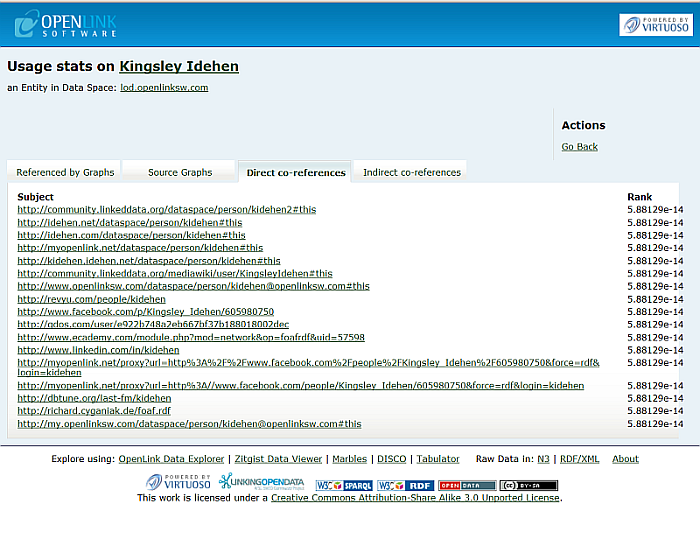 OPENLINK
SOFTWARE
POWERED BY
VIRTUOSO
Usage stats on Kingsley Idehen
an Entity in Data Space: lod.openlinksw.com
Actions
Go Back
Referenced by Graphs Source Graphs Direct co-references Indirect co-references
Subject Rank
http://community.linkeddata.org/dataspace/person/kidehen2#this 5.88129e-14
http://idehen.net/dataspace/person/kidehen#this 5.88129e-14
http://idehen.com/dataspace/person/kidehen#this 5.88129e-14
http://myopenlink.net/dataspace/person/kidehen#this 5.88129e-14
http://kidehen.idehen.net/dataspace/person/kidehen#this 5.88129e-14
http://community.linkeddata.org/mediawiki/user/KingsleyIdehen#this 5.88129e-14
http://www.openlinksw.com/dataspace/person/kidehen@openlinksw.com#this 5.88129e-14
http://revyu.com/people/kidehen 5.88129e-14
http://www.facebook.com/p/Kingsley_Idehen/605980750 5.88129e-14
http://qdos.com/user/e922b748a2eb667bf37b188018002dec 5.88129e-14
http://www.ecademy.com/module.php?mod=network&op=foafrdf&uid=57598 5.88129e-14
http://www.linkedin.com/in/kidehen 5.88129e-14
http://myopenlink.net/proxy?url=http%3A%2F%2Fwww.facebook.com%2Fpeople%2FKingsley_Idehen%2F605980750&force=rdf& 5.88129e-14
login=kidehen
http://myopenlink.net/proxy?url=http%3A//www.facebook.com/people/Kingsley_Idehen/605980750&force=rdf&login=kidehen 5.88129e-14
http://dbtune.org/last-fm/kidehen 5.88129e-14
http://richard.cyganiak.de/foaf.rdf 5.88129e-14
http://my.openlinksw.com/dataspace/person/kidehen@openlinksw.com#this 5.88129e-14
Explore using: OpenLink Data Explorer | Zitgist Data Viewer | Marbles | DISCO | Tabulator Raw Data in: N3 | RDF/XML About
POWERED BY
VIRTUOSO LINKINGOPENDATA W3C SPARQL W3C RDF OPEN DATA CC BY-SA
This work is licensed under a Creative Commons Attribution-Share Alike 3.0 Unported License.